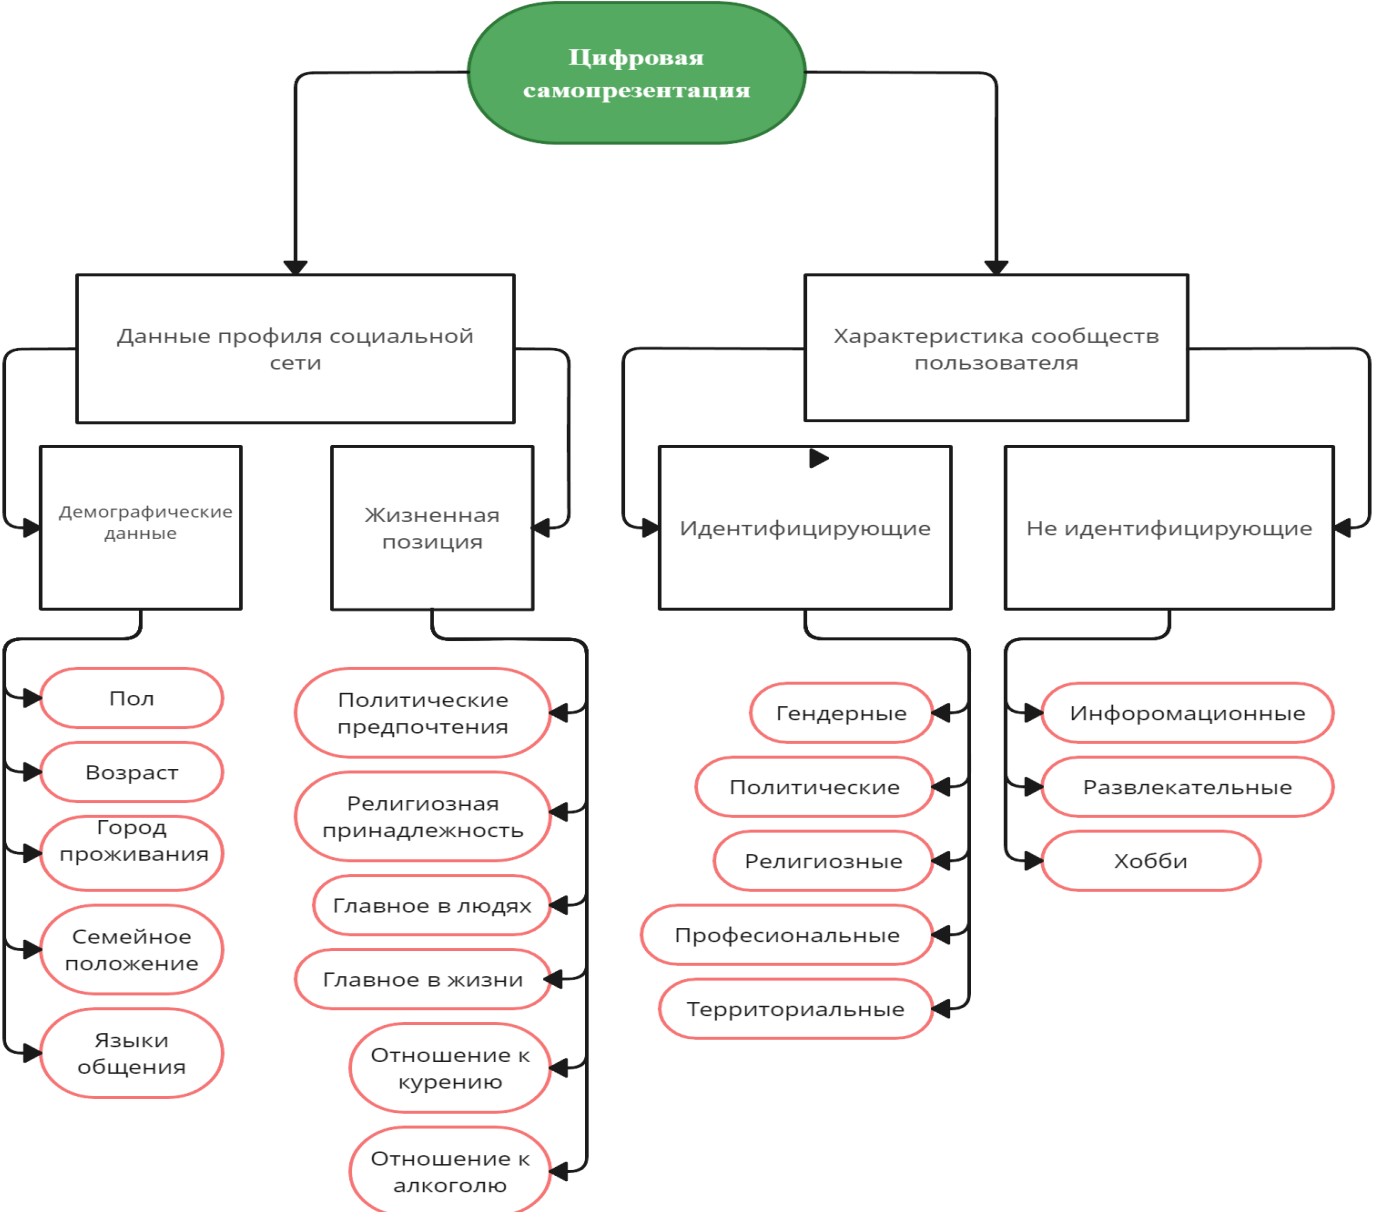 Цифровая
самопрезентация
Данные профиля социальной
сети
Характеристика сообществ
пользователя
Демографические
данные
Жизненная
позиция
Идентифицирующие
Не идентифицирующие
Пол
Возраст
Город
проживания
Семейное
положение
Языки
общения
Политические
предпочтения
Религиозная
принадлежность
Главное в людях
Главное в жизни
Отношение к
курению
Отношение к
алкоголю
Гендерные
Политические
Религиозные
Професиональные
Территориальные
Инфоромационные
Развлекательные
Хобби